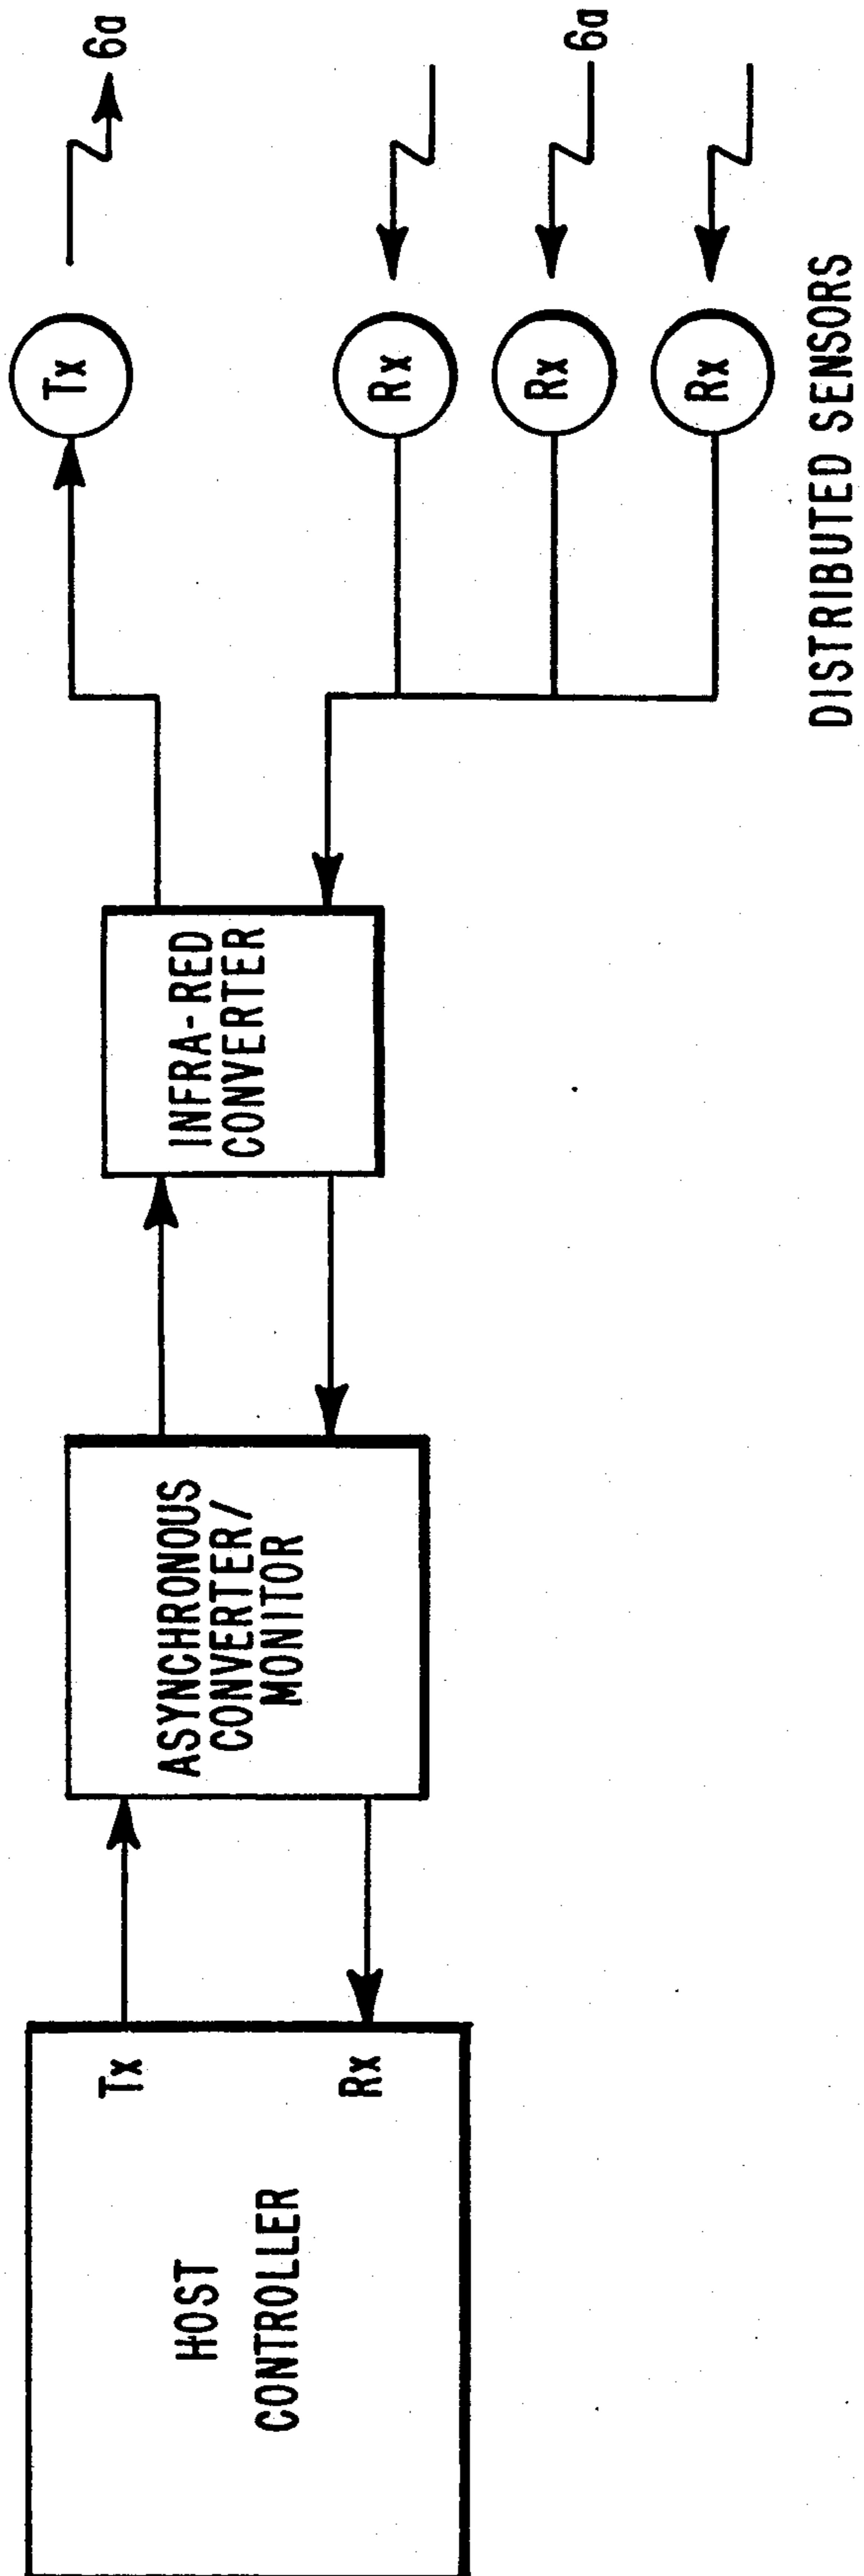 HOST
CONTROLLER
Tx
Rx
ASYNCHRONOUS
CONVERTER/
MONITOR
INFRA-RED
CONVERTER
Tx
6a
Rx
Rx
6a
Rx
DISTRIBUTED SENSORS